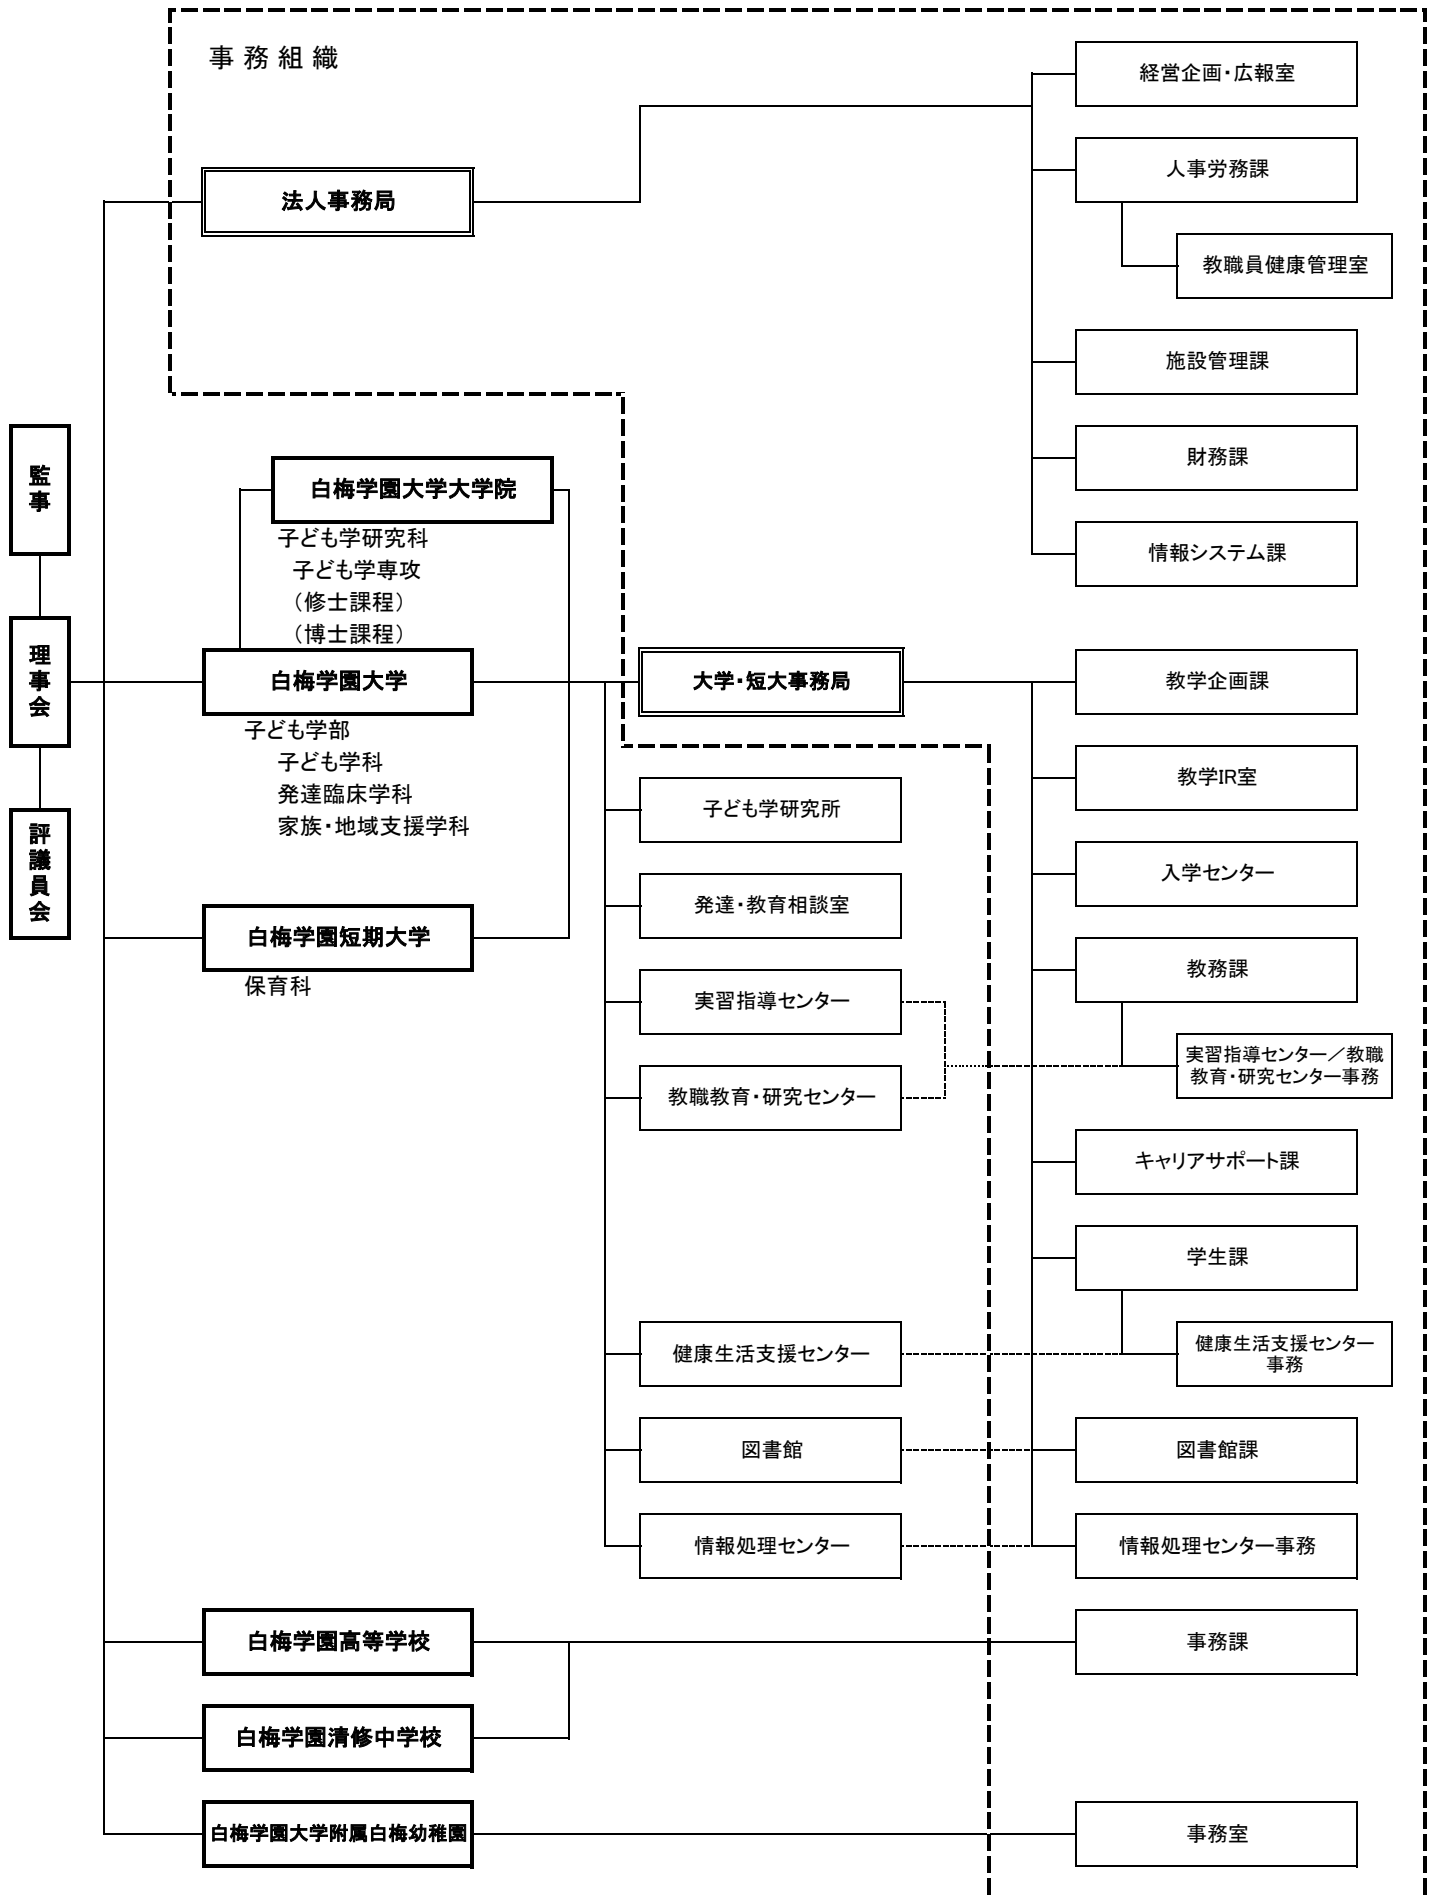 事務組織
経営企画・広報室
人事労務課
法人事務局
教職員健康管理室
施設管理課
財務課
情報システム課
監事
理事会
評議員会
白梅学園大学大学院
子ども学研究科
子ども学専攻
（修士課程）
（博士課程）
白梅学園大学
子ども学部
子ども学科
発達臨床学科
家族・地域支援学科
白梅学園短期大学
保育科
大学・短大事務局
子ども学研究所
発達・教育相談室
実習指導センター
教職教育・研究センター
健康生活支援センター
図書館
情報処理センター
教学企画課
教学IR室
入学センター
教務課
実習指導センター／教職
教育・研究センター事務
キャリアサポート課
学生課
健康生活支援センター
事務
図書館課
情報処理センター事務
白梅学園高等学校
事務課
白梅学園清修中学校
白梅学園大学附属白梅幼稚園
事務室